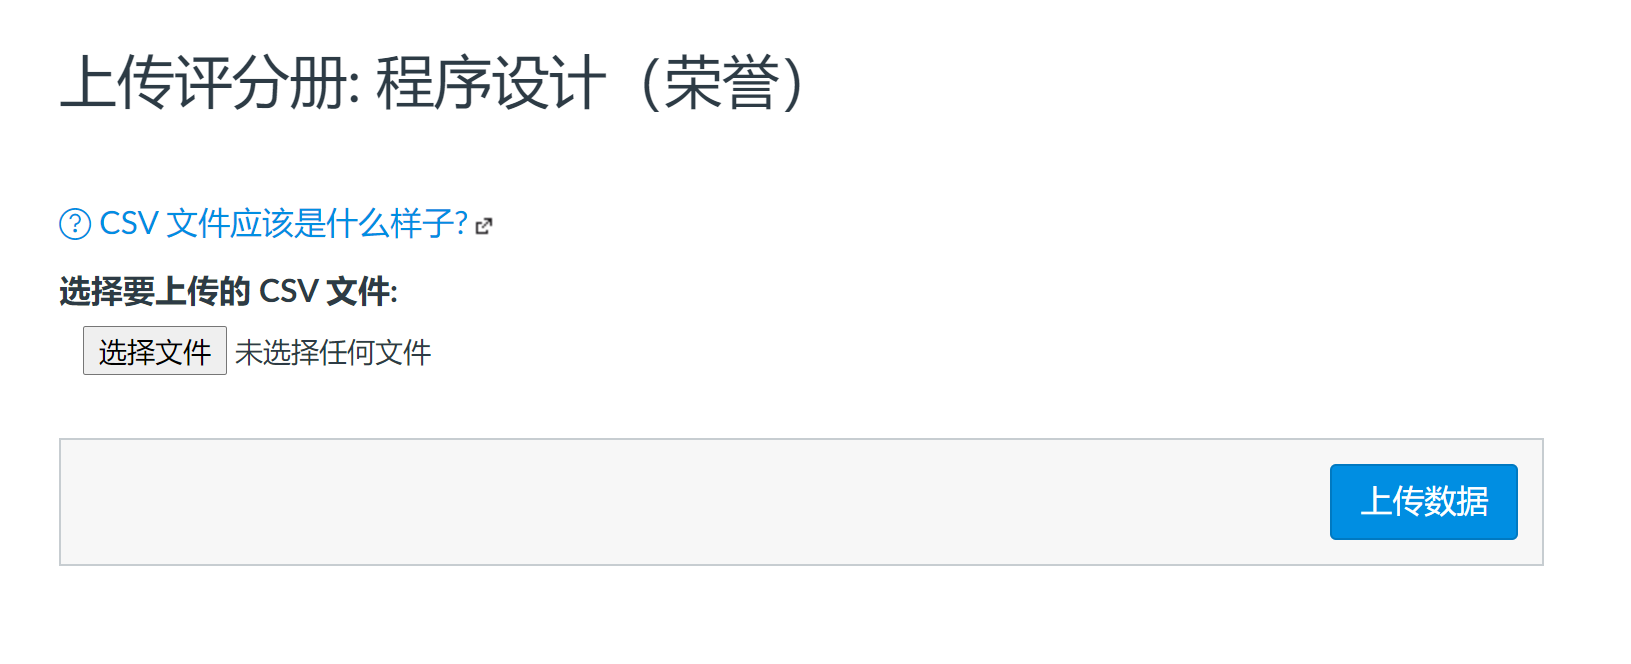 上传评分册: 程序设计（荣誉）
? CSV 文件应该是什么样子?
选择要上传的 CSV 文件:
选择文件 未选择任何文件
上传数据